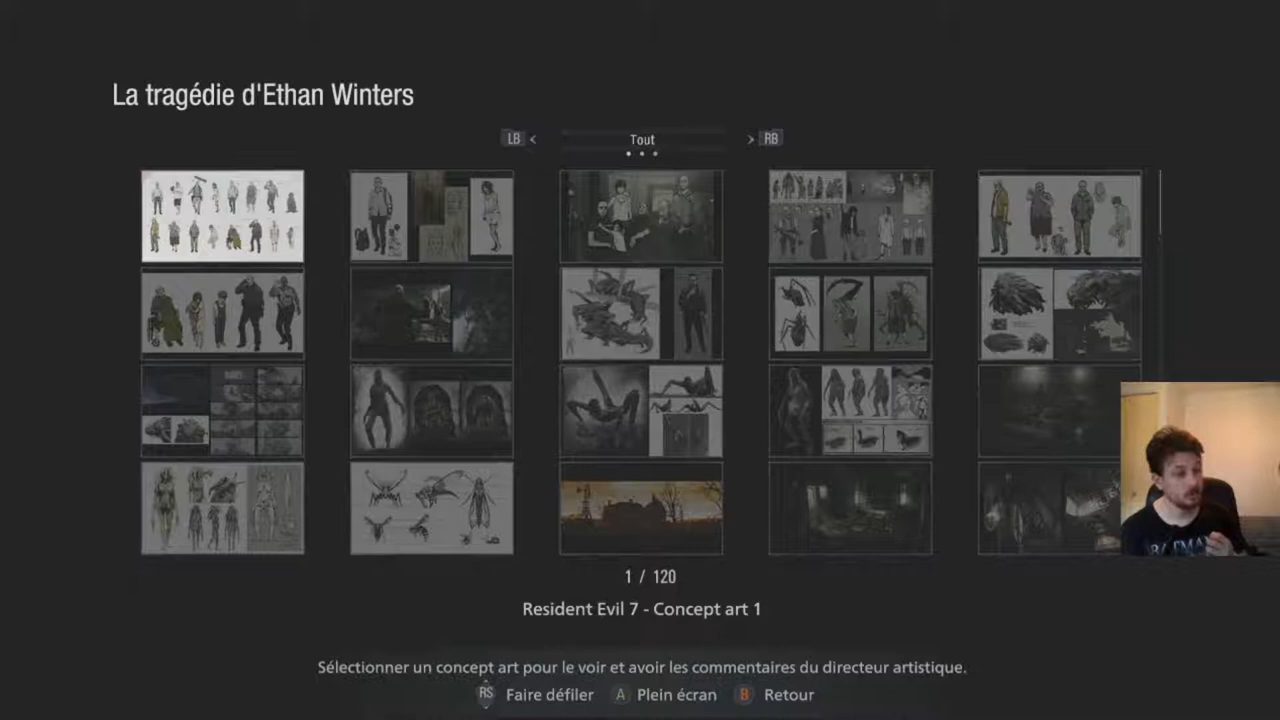 La tragédie d'Ethan Winters
LB < Tout > RB
1 / 120
Resident Evil 7 - Concept art 1
Sélectionner un concept art pour le voir et avoir les commentaires du directeur artistique.
RS Faire défiler A Plein écran B Retour
BATMAN